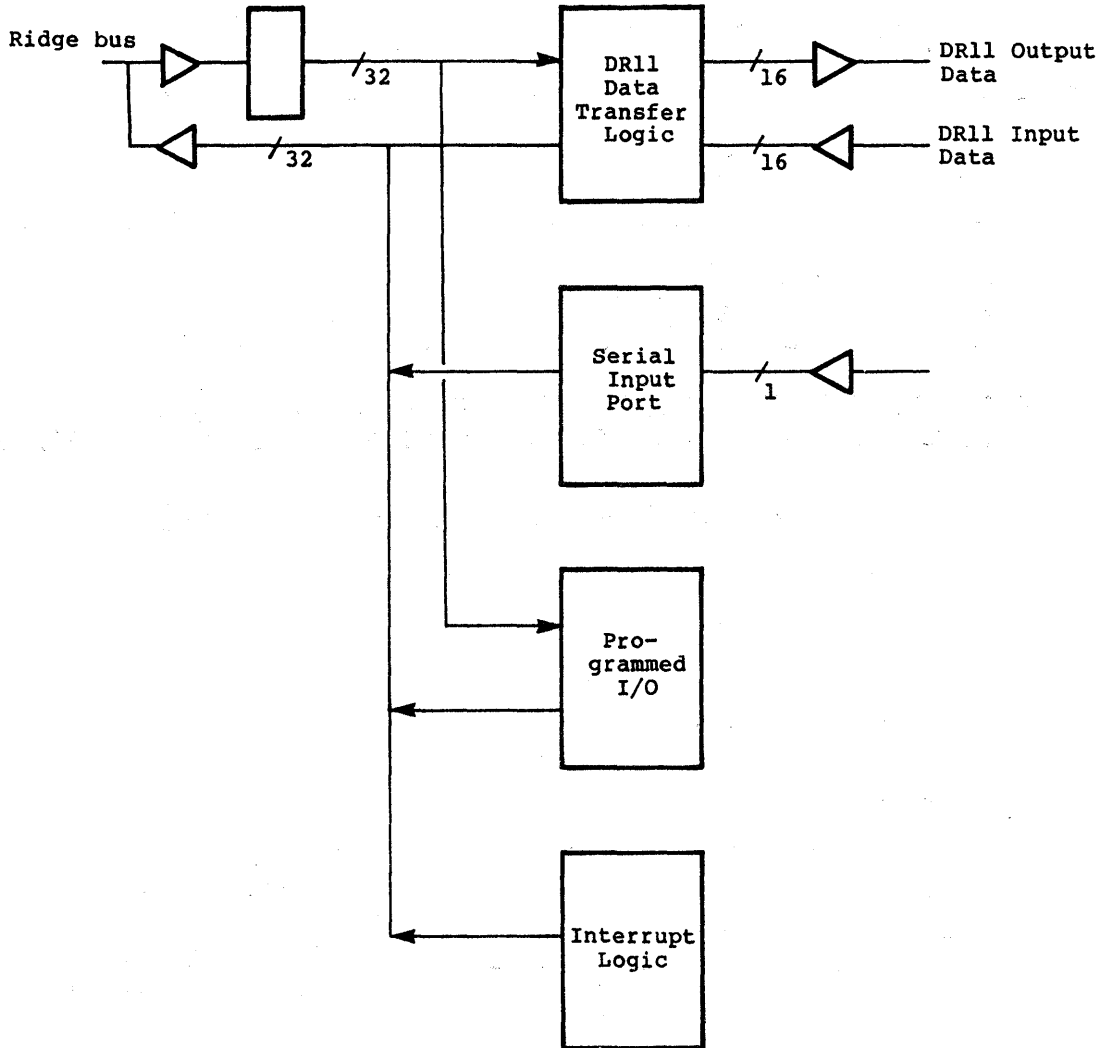 Ridge bus
32
DR11
Data
Transfer
Logic
16
DR11 Output
Data
32
16
DR11 Input
Data
Serial
Input
Port
1
Pro-
grammed
I/O
Interrupt
Logic